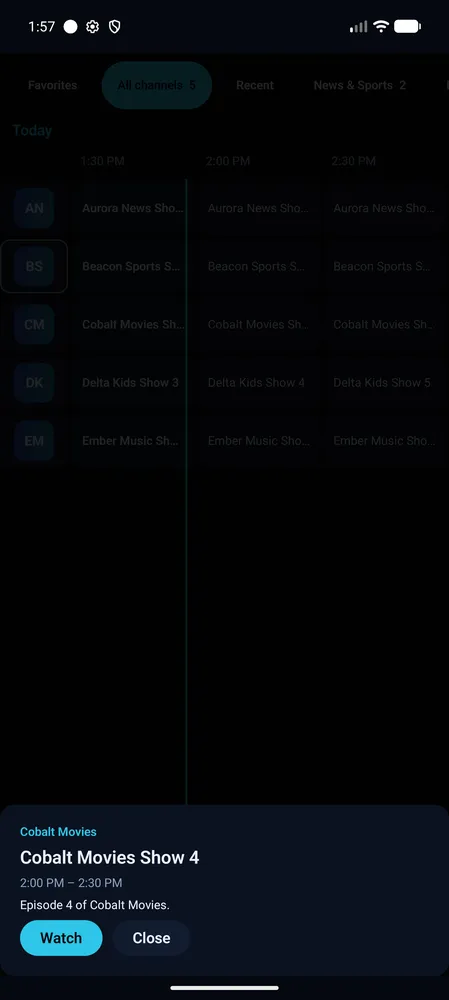 1:57
Favorites
All channels 5
Recent
News & Sports 2
Today
1:30 PM
2:00 PM
2:30 PM
AN
Aurora News Sho...
Aurora News Sho...
Aurora News Sho...
BS
Beacon Sports S...
Beacon Sports S...
Beacon Sports S...
CM
Cobalt Movies Sh...
Cobalt Movies Sh...
Cobalt Movies Sh...
DK
Delta Kids Show 3
Delta Kids Show 4
Delta Kids Show 5
EM
Ember Music Sh...
Ember Music Sho...
Ember Music Sho...
Cobalt Movies
Cobalt Movies Show 4
2:00 PM – 2:30 PM
Episode 4 of Cobalt Movies.
Watch
Close